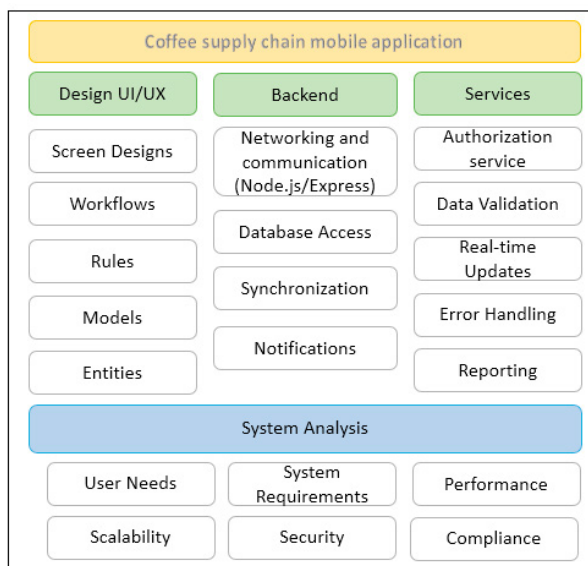 Coffee supply chain mobile application
Design UI/UX
Backend
Services
Screen Designs
Workflows
Rules
Models
Entities
Networking and
communication
(Node.js/Express)
Database Access
Synchronization
Notifications
Authorization
service
Data Validation
Real-time
Updates
Error Handling
Reporting
System Analysis
User Needs
System
Requirements
Performance
Scalability
Security
Compliance